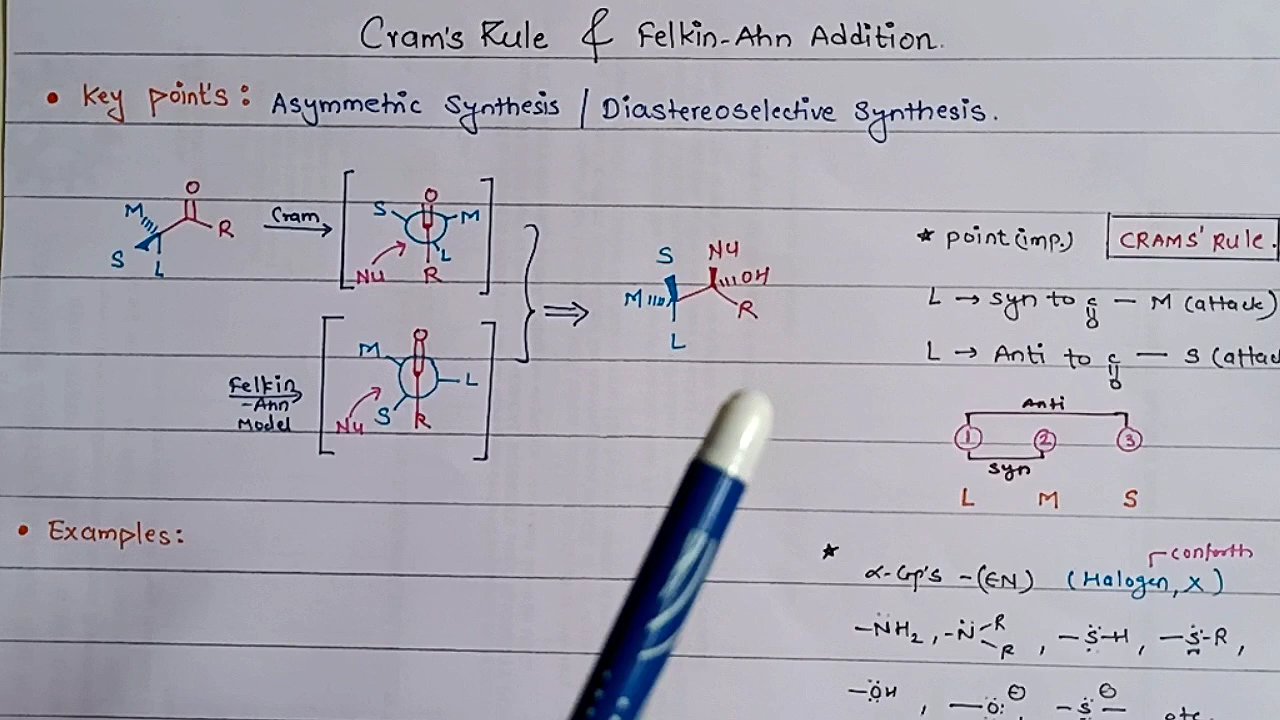 Cram's Rule & Felkin-Ahn Addition.
• Key point's: Asymmetric Synthesis / Diastereoselective Synthesis.
M S L O R
Cram
S O M L R Nu
Felkin
-Ahn
Model
M O L S R Nu
S Nu
M OH
L R
* point (imp.) CRAMS' RULE.
L → syn to C=O — M (attack)
L → Anti to C=O — S (attac
Anti
① ② ③
syn
L M S
• Examples:
* conforth
α-Gp's - (EN) (Halogen, X)
-NH2, -N-R R, -S-H, -S-R,
-OH, -O:⊖ -S⊖ — etc.